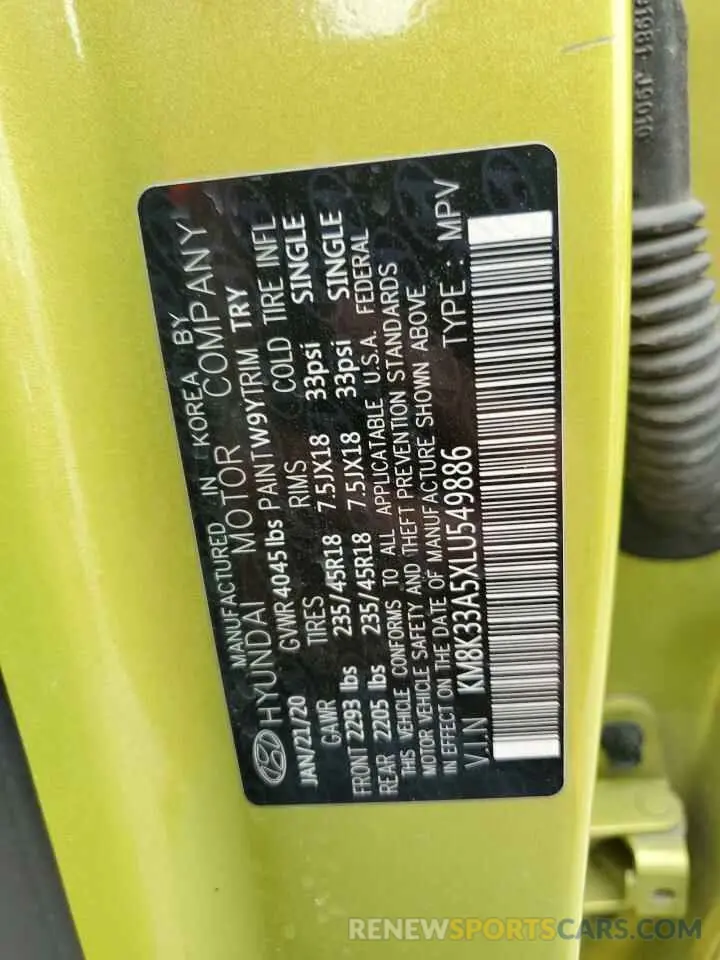 MANUFACTURED IN KOREA BY
HYUNDAI MOTOR COMPANY
JAN/21/20 GVWR 4045 lbs PAINT W9Y TRIM TRY
GAWR TIRES RIMS COLD TIRE INFL
FRONT 2293 lbs 235/45R18 7.5JX18 33psi SINGLE
REAR 2205 lbs 235/45R18 7.5JX18 33psi SINGLE
THIS VEHICLE CONFORMS TO ALL APPLICATABLE U.S.A. FEDERAL
MOTOR VEHICLE SAFETY AND THEFT PREVENTION STANDARDS
IN EFFECT ON THE DATE OF MANUFACTURE SHOWN ABOVE
V.I.N KM8K33A5XLU549886 TYPE : MPV
RENEWSPORTSCARS.COM